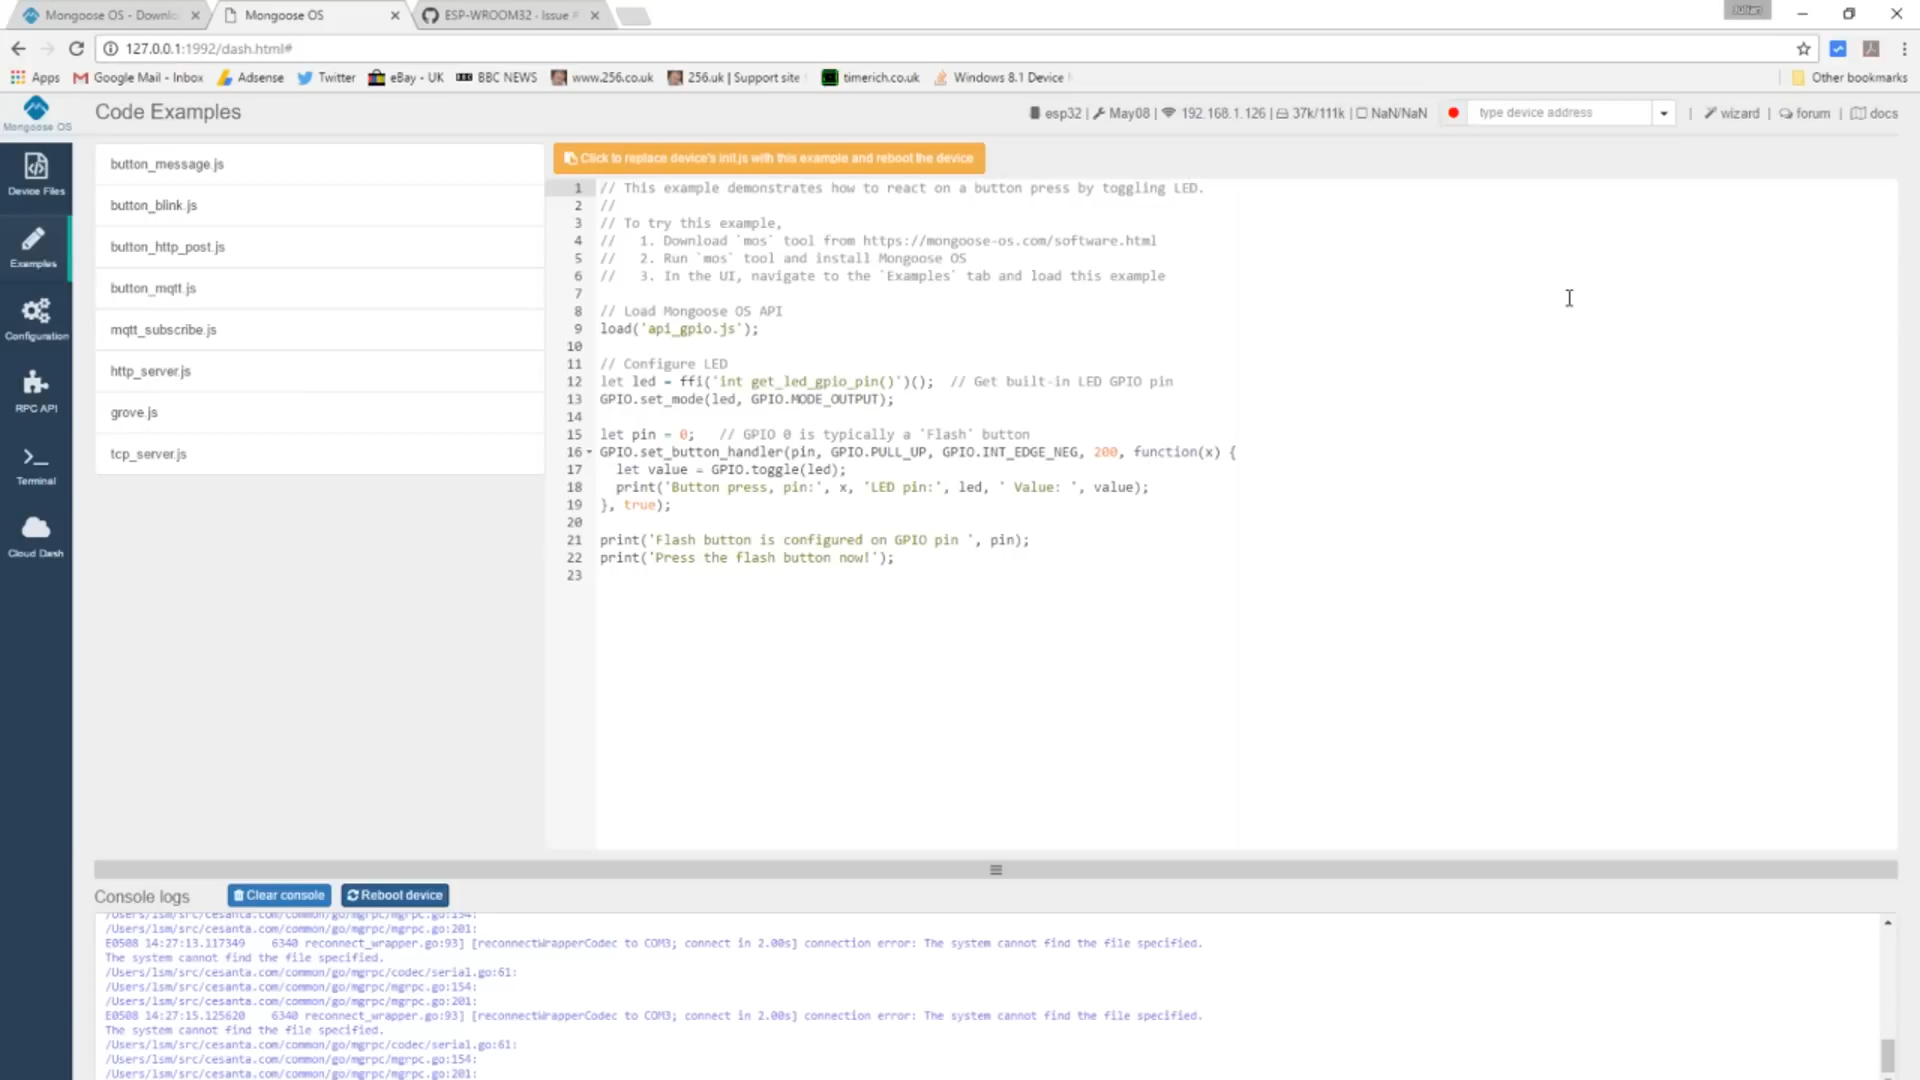 Mongoose OS - Downlo
Mongoose OS
ESP-WROOM32 - Issue #
Julian
127.0.0.1:1992/dash.html#
Apps
Google Mail - Inbox
Adsense
Twitter
eBay - UK
BBC NEWS
www.256.co.uk
256.uk | Support site
timerich.co.uk
Windows 8.1 Device
Other bookmarks
Mongoose OS
Code Examples
esp32 | May08 | 192.168.1.126 | 37k/111k | NaN/NaN
type device address
| wizard | forum | docs
Device Files
Examples
Configuration
RPC API
Terminal
Cloud Dash
button_message.js
button_blink.js
button_http_post.js
button_mqtt.js
mqtt_subscribe.js
http_server.js
grove.js
tcp_server.js
Click to replace device's init.js with this example and reboot the device
1 // This example demonstrates how to react on a button press by toggling LED.
2 //
3 // To try this example,
4 //   1. Download `mos` tool from https://mongoose-os.com/software.html
5 //   2. Run `mos` tool and install Mongoose OS
6 //   3. In the UI, navigate to the `Examples` tab and load this example
7
8 // Load Mongoose OS API
9 load('api_gpio.js');
10
11 // Configure LED
12 let led = ffi('int get_led_gpio_pin()')();  // Get built-in LED GPIO pin
13 GPIO.set_mode(led, GPIO.MODE_OUTPUT);
14
15 let pin = 0;   // GPIO 0 is typically a 'Flash' button
16 GPIO.set_button_handler(pin, GPIO.PULL_UP, GPIO.INT_EDGE_NEG, 200, function(x) {
17   let value = GPIO.toggle(led);
18   print('Button press, pin:', x, 'LED pin:', led, ' Value: ', value);
19 }, true);
20
21 print('Flash button is configured on GPIO pin ', pin);
22 print('Press the flash button now!');
23
Console logs
Clear console
Reboot device
/Users/lsm/src/cesanta.com/common/go/mgrpc/mgrpc.go:154:
/Users/lsm/src/cesanta.com/common/go/mgrpc/mgrpc.go:201:
E0508 14:27:13.117349    6340 reconnect_wrapper.go:93] [reconnectWrapperCodec to COM3; connect in 2.00s] connection error: The system cannot find the file specified.
The system cannot find the file specified.
/Users/lsm/src/cesanta.com/common/go/mgrpc/codec/serial.go:61:
/Users/lsm/src/cesanta.com/common/go/mgrpc/mgrpc.go:154:
/Users/lsm/src/cesanta.com/common/go/mgrpc/mgrpc.go:201:
E0508 14:27:15.125620    6340 reconnect_wrapper.go:93] [reconnectWrapperCodec to COM3; connect in 2.00s] connection error: The system cannot find the file specified.
The system cannot find the file specified.
/Users/lsm/src/cesanta.com/common/go/mgrpc/codec/serial.go:61:
/Users/lsm/src/cesanta.com/common/go/mgrpc/mgrpc.go:154:
/Users/lsm/src/cesanta.com/common/go/mgrpc/mgrpc.go:201: